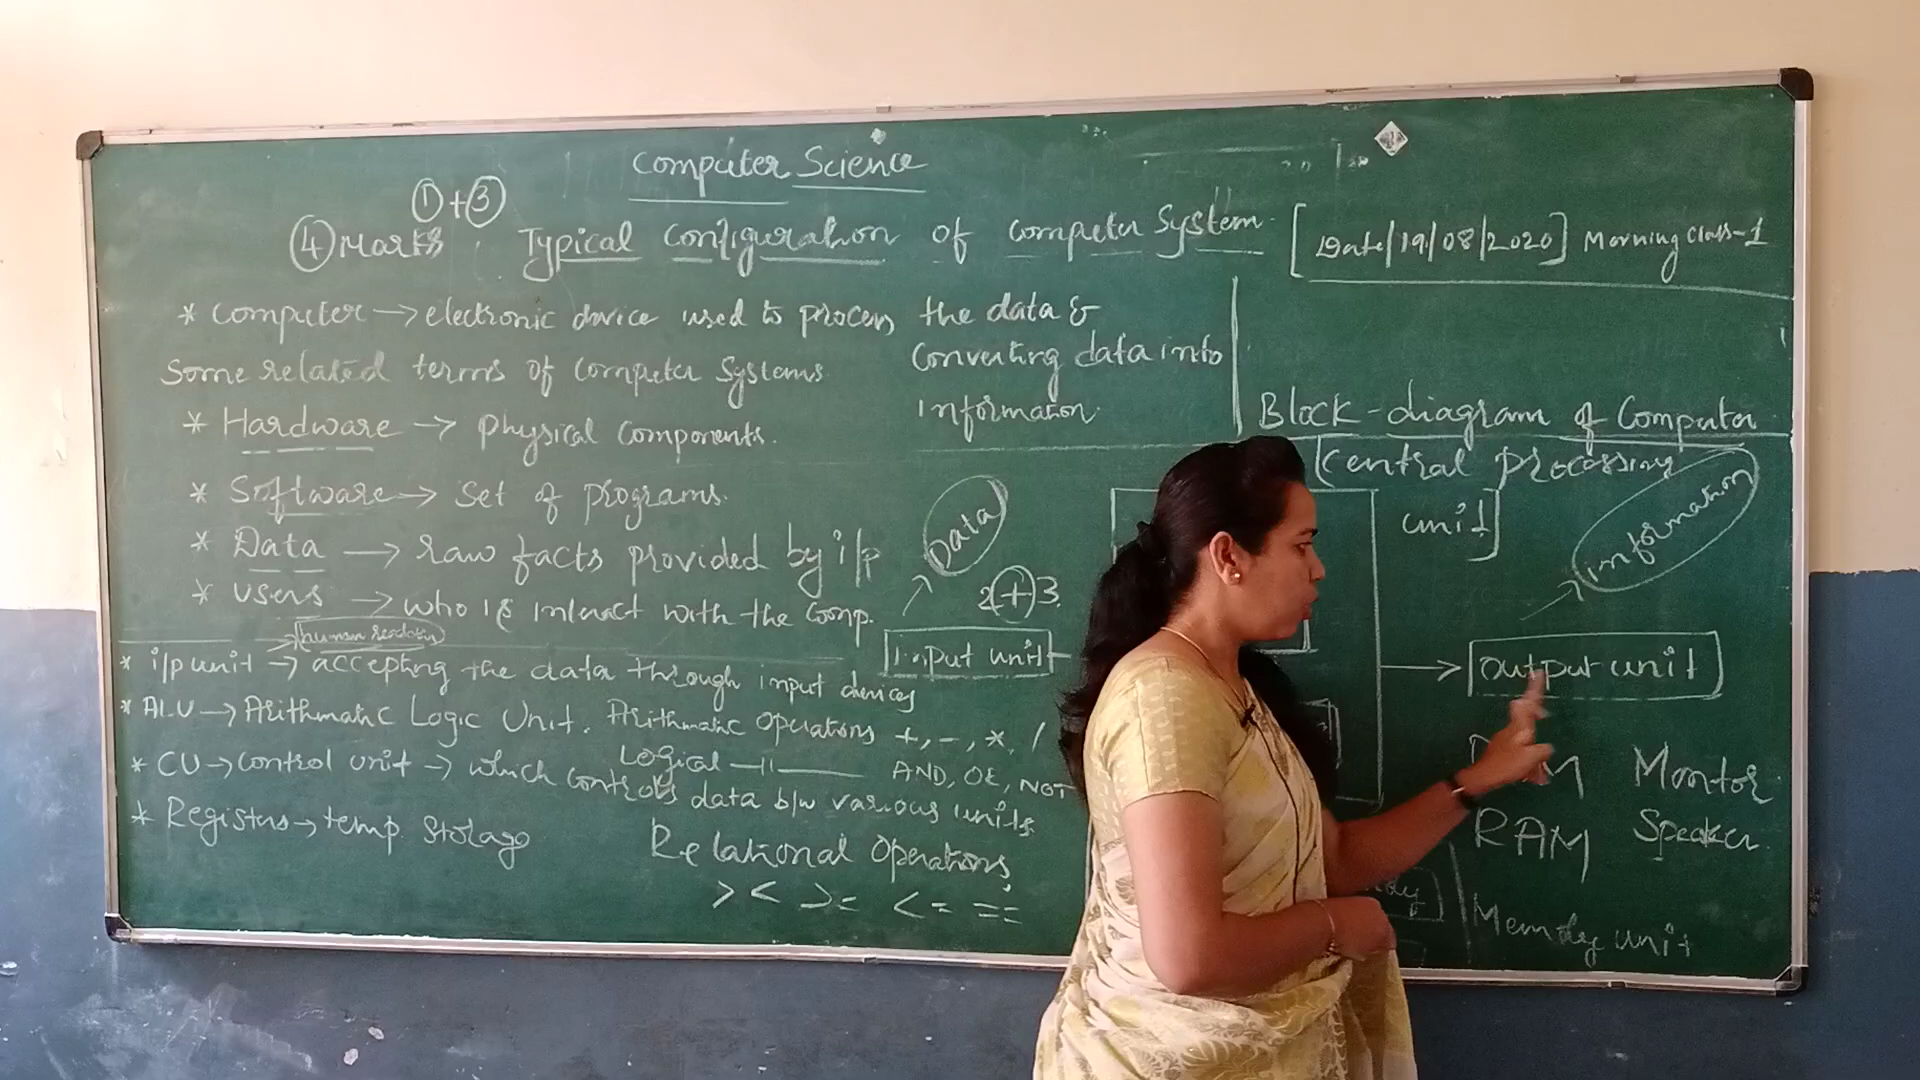 Computer Science
① + ③
④ Marks : Typical Configuration of Computer System
[Date/19/08/2020] Morning Class-1
* Computer → electronic device used to process the data &
Converting data into
information.
Some related terms of Computer Systems
* Hardware → Physical Components.
* Software → Set of programs.
* Data → raw facts provided by i/p
* Users → who is interact with the Comp.
human
* i/p unit → accepting the data through input devices
* ALU → Arithmatic Logic Unit. Arithmatic Operations +, -, *, /
Logical —||— AND, OR, NOT
* CU → Control Unit → which controls data b/w various units
* Registers → temp. Storage
Relational Operations
> < >= <= ==
Block-diagram of Computer
[Central Processing
unit]
Data
2(+)3.
Input unit
information
Output unit
Monitor
RAM Speaker
Memory unit